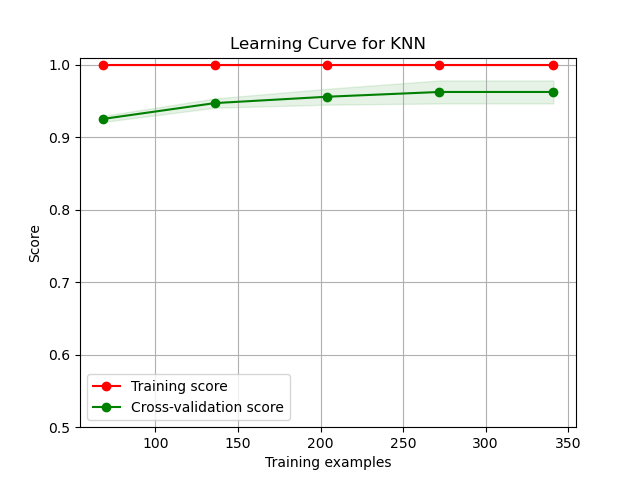 Learning Curve for KNN
1.0
0.9
0.8
0.7
0.6
0.5
Score
Training score
Cross-validation score
100 150 200 250 300 350
Training examples